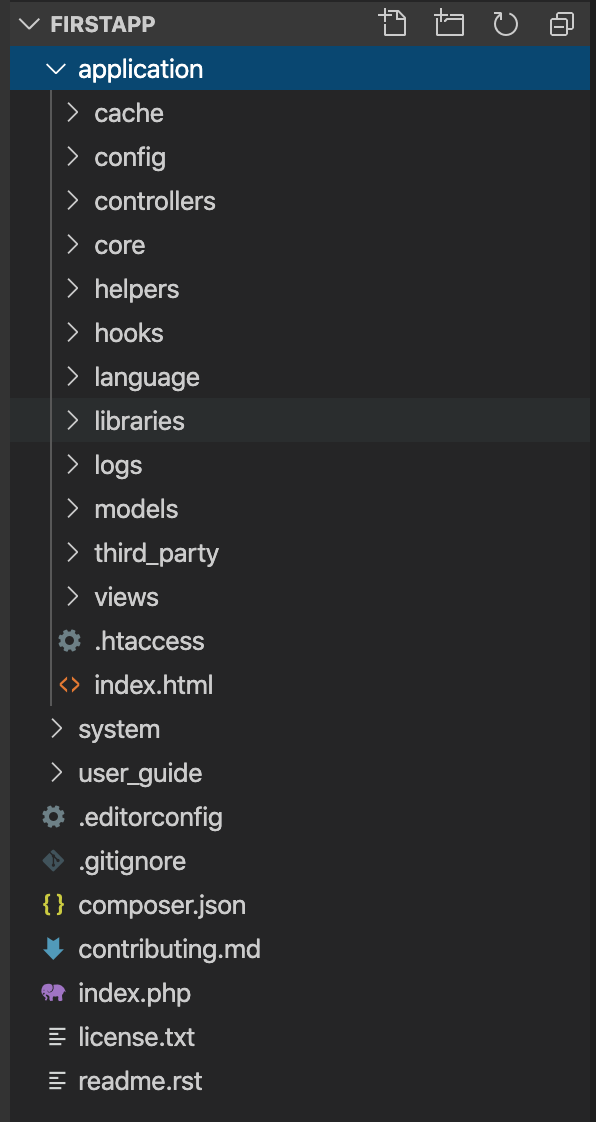 FIRSTAPP
application
cache
config
controllers
core
helpers
hooks
language
libraries
logs
models
third_party
views
.htaccess
index.html
system
user_guide
.editorconfig
.gitignore
composer.json
contributing.md
index.php
license.txt
readme.rst